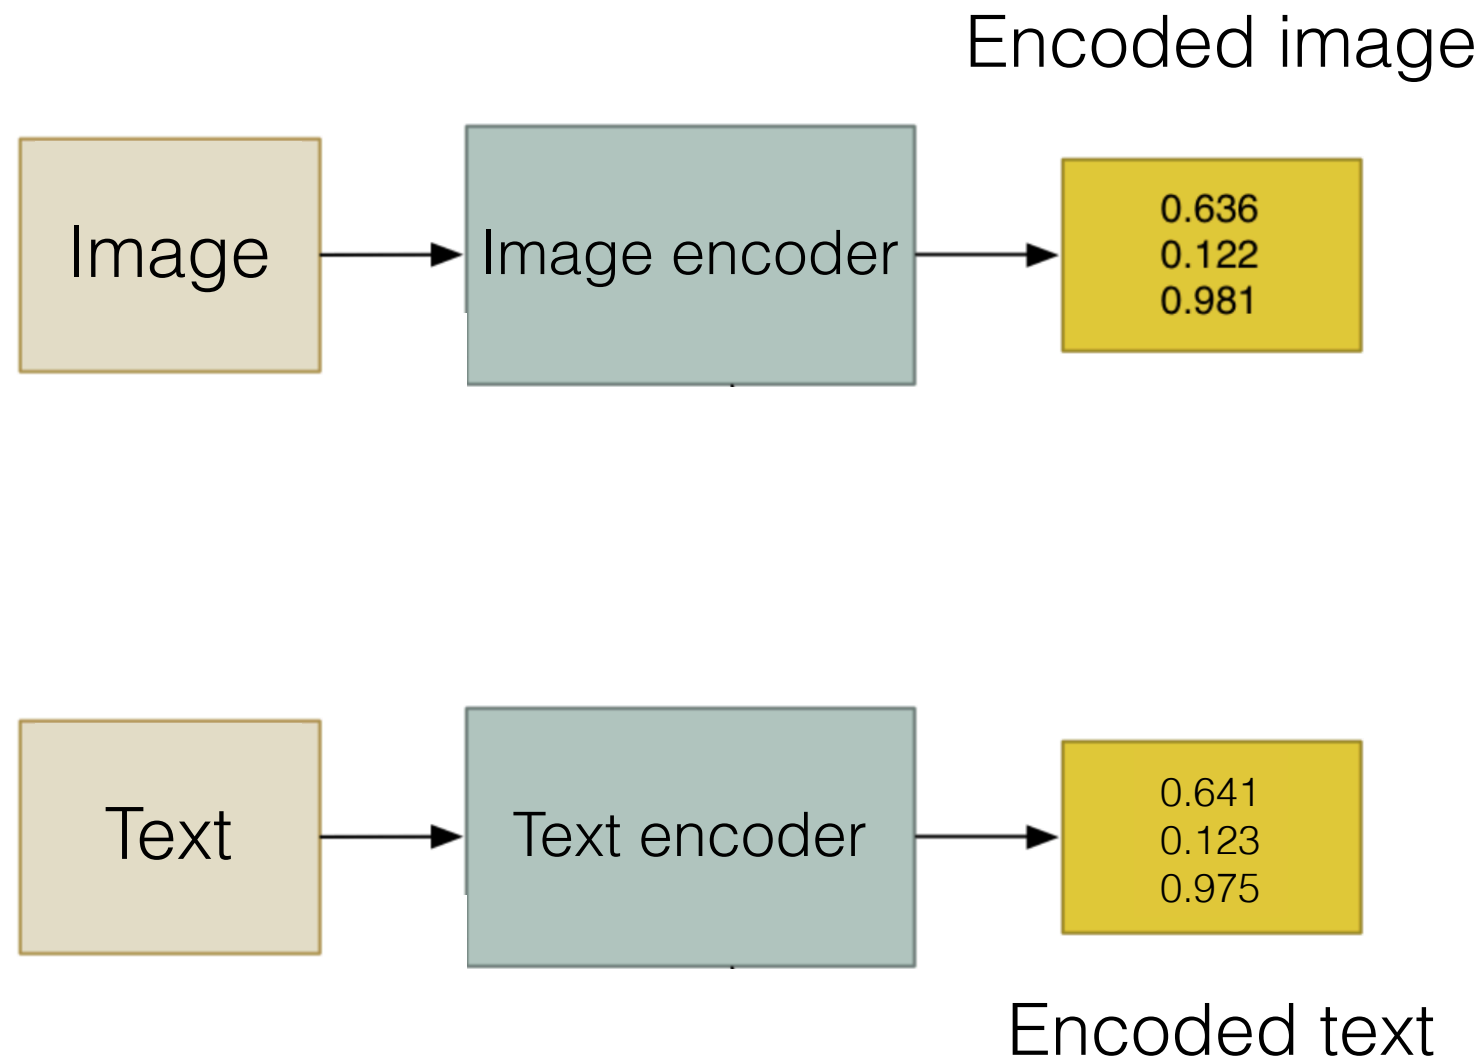 Encoded image
Image
Image encoder
0.636
0.122
0.981
Text
Text encoder
0.641
0.123
0.975
Encoded text